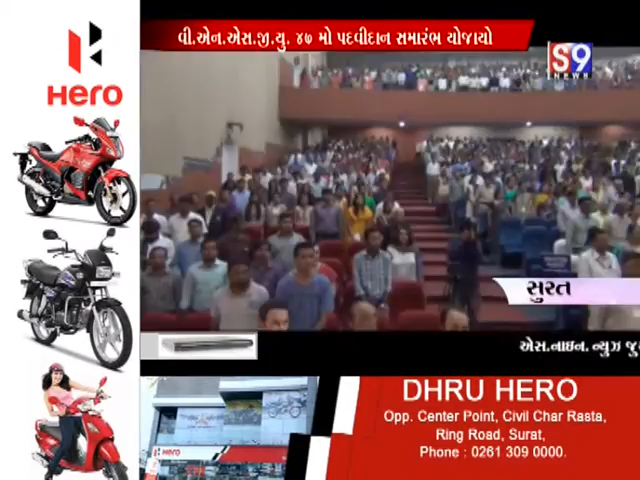 વી.એન.એસ.જી.યુ. ૪૭ મો પદવીદાન સમારંભ યોજાયો
S9
NEWS
Hero
સુરત
એસ.નાઇન. ન્યુઝ જુ
Hero
DHRU HERO
Opp. Center Point, Civil Char Rasta,
Ring Road, Surat,
Phone : 0261 309 0000.